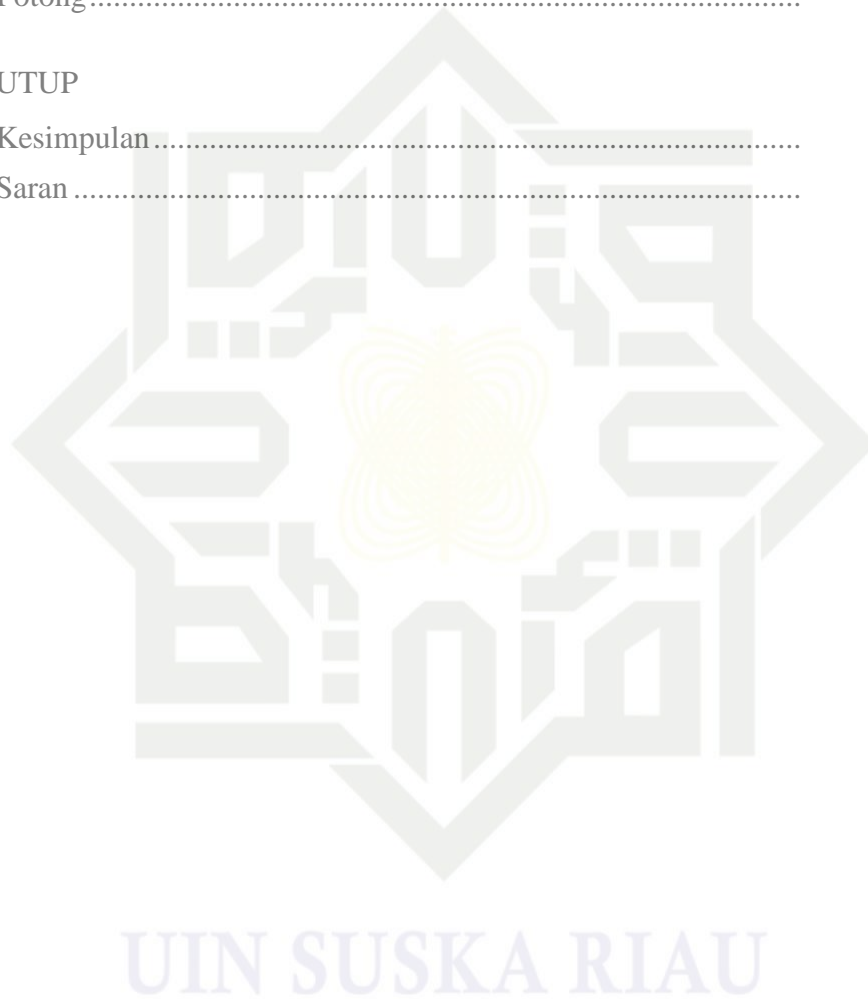 Potong...........................................................................................
UTUP
Kesimpulan.................................................................................
Saran...........................................................................................
UIN SUSKA RIAU